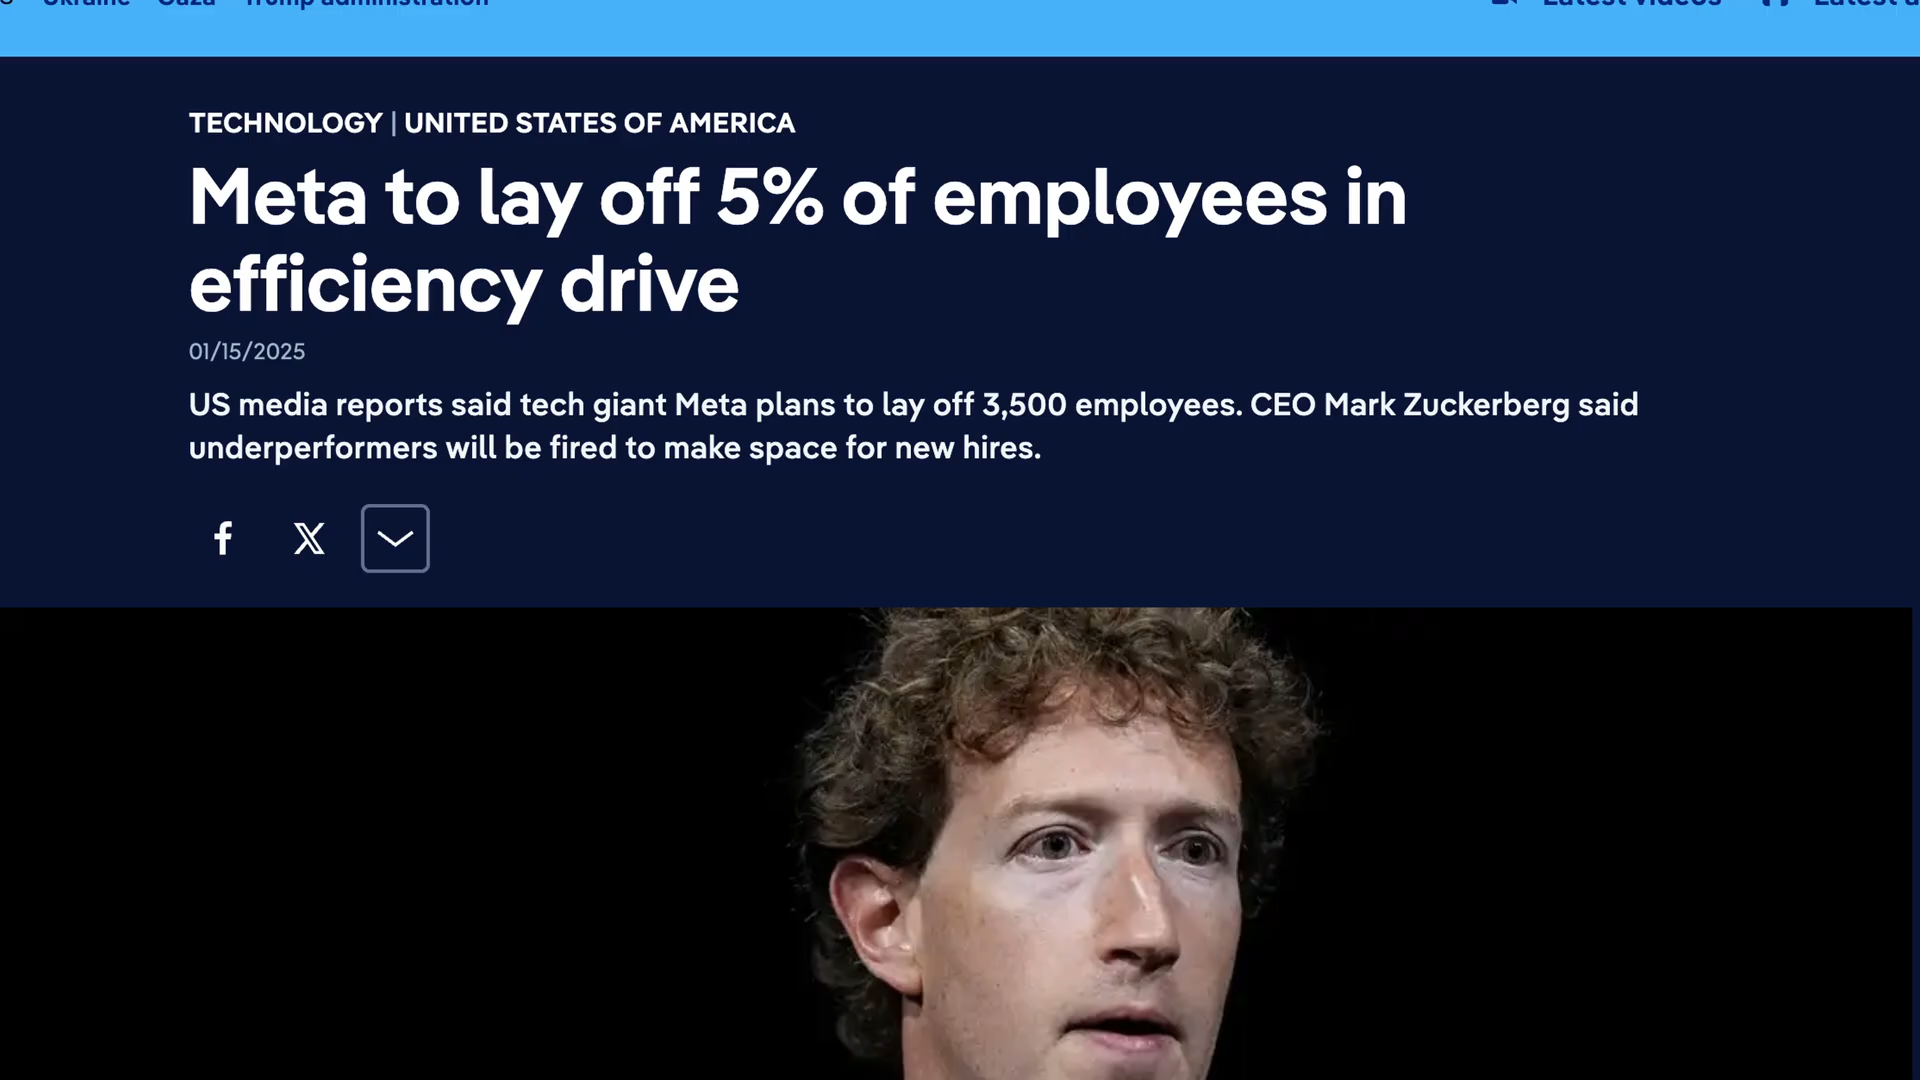 Ukraine Gaza Trump administration Latest videos Latest
TECHNOLOGY | UNITED STATES OF AMERICA
Meta to lay off 5% of employees in
efficiency drive
01/15/2025
US media reports said tech giant Meta plans to lay off 3,500 employees. CEO Mark Zuckerberg said
underperformers will be fired to make space for new hires.